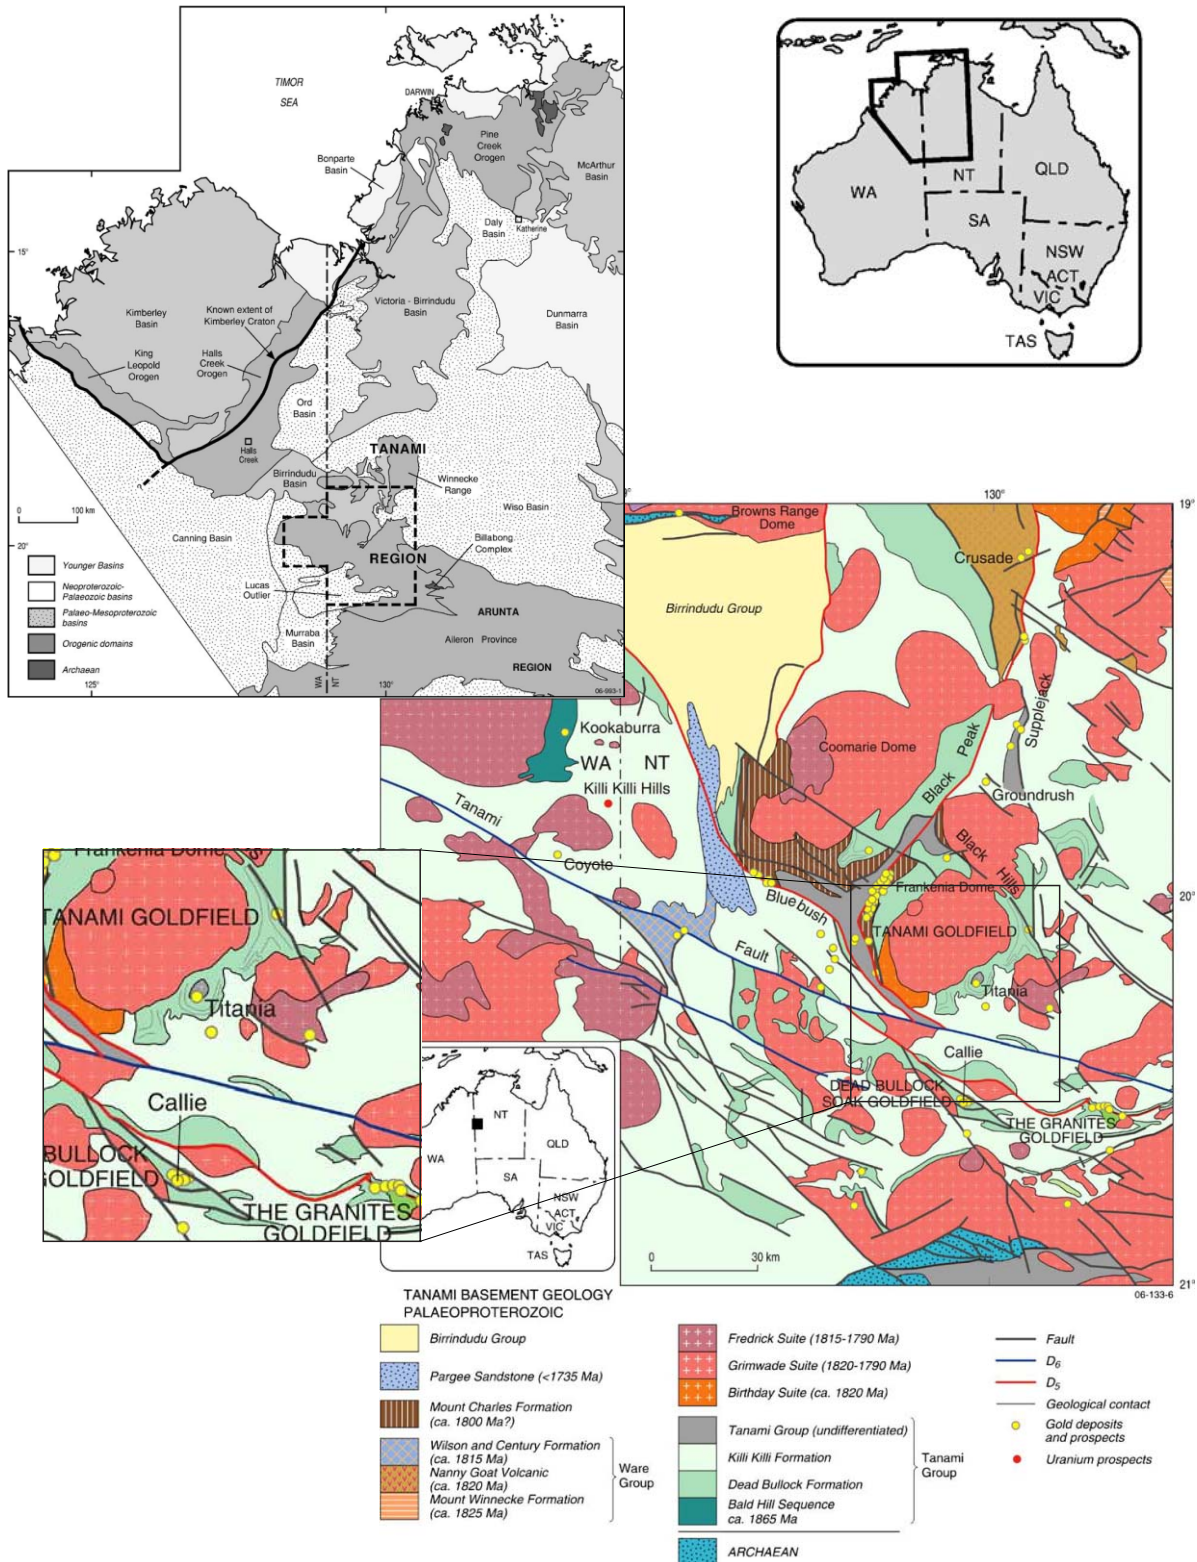 TIMOR
SEA
DARWIN
Pine
Creek
Orogen
McArthur
Basin
Bonparte
Basin
Daly
Basin
Katherine
15°
Kimberley
Basin
Known extent of
Kimberley Craton
Victoria - Birrindudu
Basin
Dunmarra
Basin
King
Leopold
Orogen
Halls
Creek
Orogen
Ord
Basin
Halls
Creek
TANAMI
Birrindudu
Basin
Winnecke
Range
?
0 100 km
Canning Basin
Wiso Basin
20°
REGION
Billabong
Complex
Lucas
Outlier
ARUNTA
Murraba
Basin
Aileron Province
REGION
Younger Basins
Neoproterozoic-
Palaeozoic basins
Palaeo-Mesoproterozoic
basins
Orogenic domains
Archaean
125°
WA
NT
130°
06-993-1
WA
NT
QLD
SA
NSW
ACT
VIC
TAS
130°
19°
Browns Range
Dome
Crusade
Birrindudu Group
Kookaburra
WA NT
Killi Killi Hills
Coomarie Dome
Black Peak
Supplejack
Groundrush
Tanami
Coyote
Black Hills
Frankenia Dome
20°
Bluebush
Fault
TANAMI GOLDFIELD
Titania
Callie
DEAD BULLOCK
SOAK GOLDFIELD
THE GRANITES
GOLDFIELD
0 30 km
21°
06-133-6
Frankenia Dome
TANAMI GOLDFIELD
Titania
Callie
BULLOCK
GOLDFIELD
THE GRANITES
GOLDFIELD
NT
WA
QLD
SA
NSW
ACT
VIC
TAS
TANAMI BASEMENT GEOLOGY
PALAEOPROTEROZOIC
Birrindudu Group
Pargee Sandstone (<1735 Ma)
Mount Charles Formation
(ca. 1800 Ma?)
Wilson and Century Formation
(ca. 1815 Ma)
Nanny Goat Volcanic
(ca. 1820 Ma)
Mount Winnecke Formation
(ca. 1825 Ma)
Ware
Group
Fredrick Suite (1815-1790 Ma)
Grimwade Suite (1820-1790 Ma)
Birthday Suite (ca. 1820 Ma)
Tanami Group (undifferentiated)
Killi Killi Formation
Dead Bullock Formation
Bald Hill Sequence
ca. 1865 Ma
Tanami
Group
ARCHAEAN
Fault
D6
D5
Geological contact
Gold deposits
and prospects
Uranium prospects